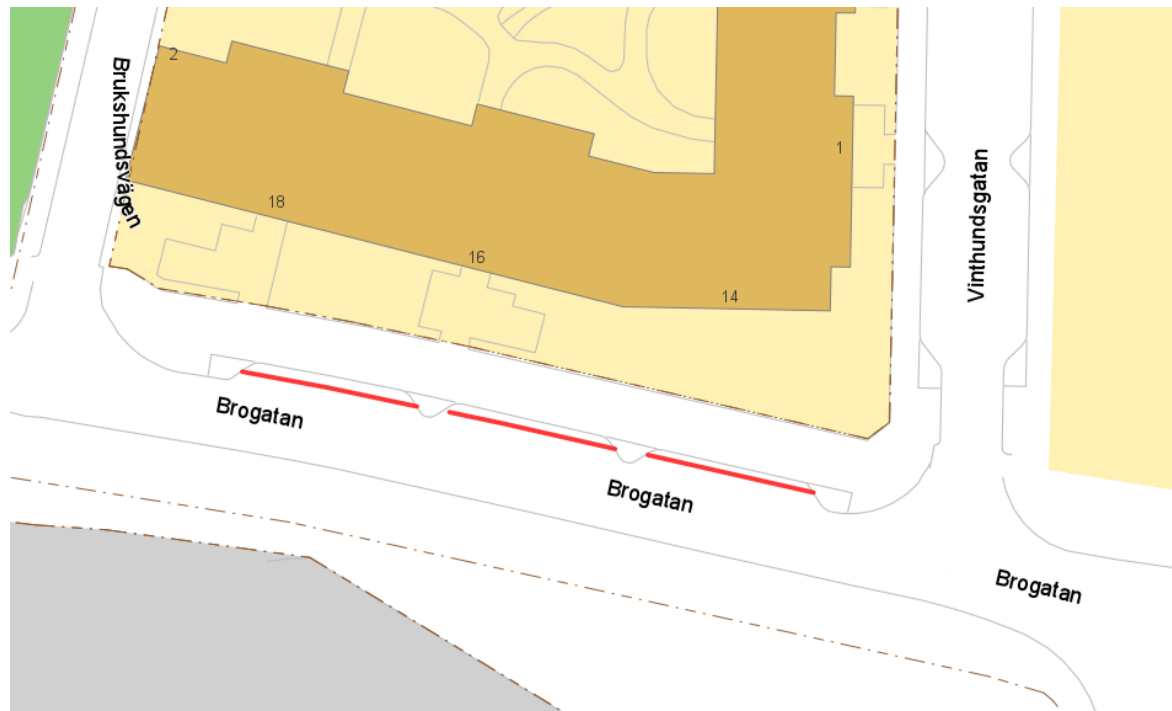 2
Brukshundsvägen
1
Vinthundsgatan
18
16
14
Brogatan
Brogatan
Brogatan